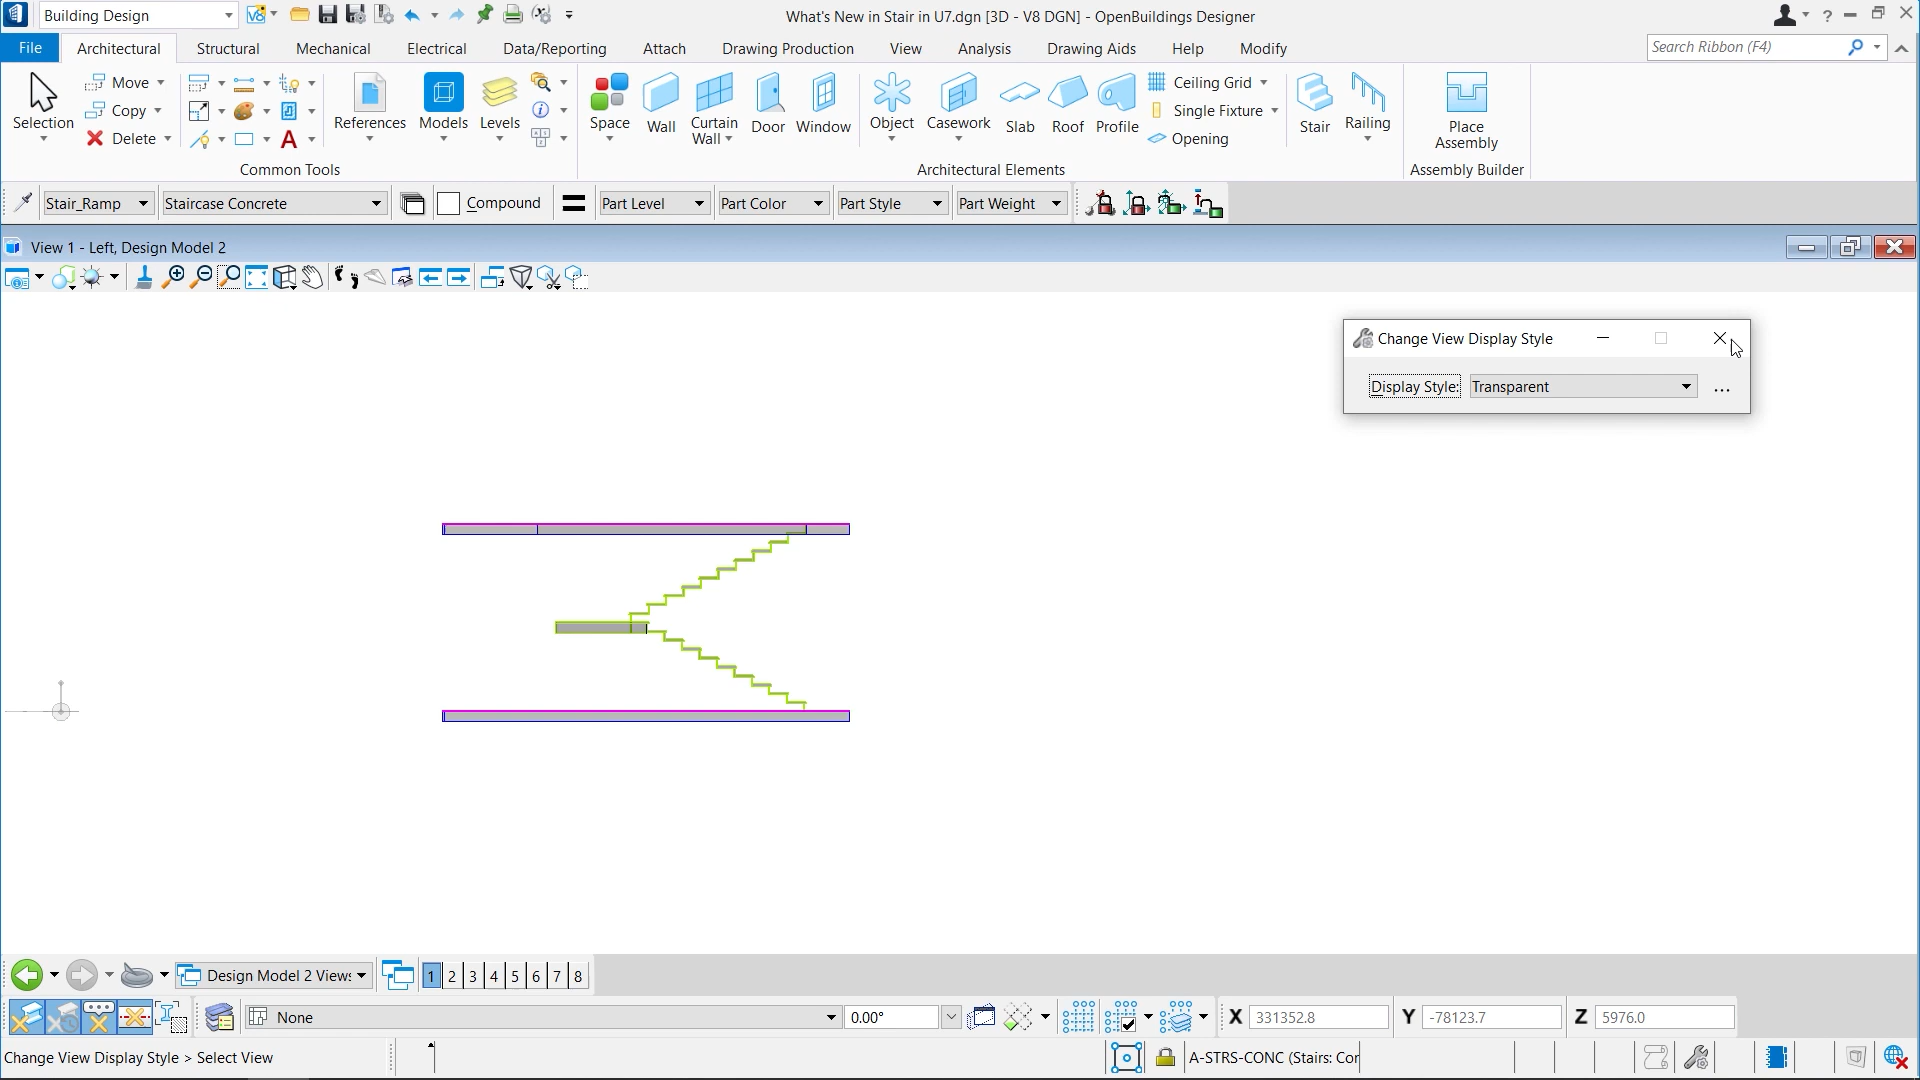 Building Design
What's New in Stair in U7.dgn [3D - V8 DGN] - OpenBuildings Designer
File
Architectural
Structural
Mechanical
Electrical
Data/Reporting
Attach
Drawing Production
View
Analysis
Drawing Aids
Help
Modify
Search Ribbon (F4)
Selection
Move
Copy
Delete
References
Models
Levels
Space
Wall
Curtain
Wall
Door
Window
Object
Casework
Slab
Roof
Profile
Ceiling Grid
Single Fixture
Opening
Stair
Railing
Place
Assembly
Common Tools
Architectural Elements
Assembly Builder
Stair_Ramp
Staircase Concrete
Compound
Part Level
Part Color
Part Style
Part Weight
View 1 - Left, Design Model 2
Change View Display Style
Display Style:
Transparent
...
Design Model 2 Views
1 2 3 4 5 6 7 8
None
0.00°
X 331352.8
Y -78123.7
Z 5976.0
Change View Display Style > Select View
A-STRS-CONC (Stairs: Cor